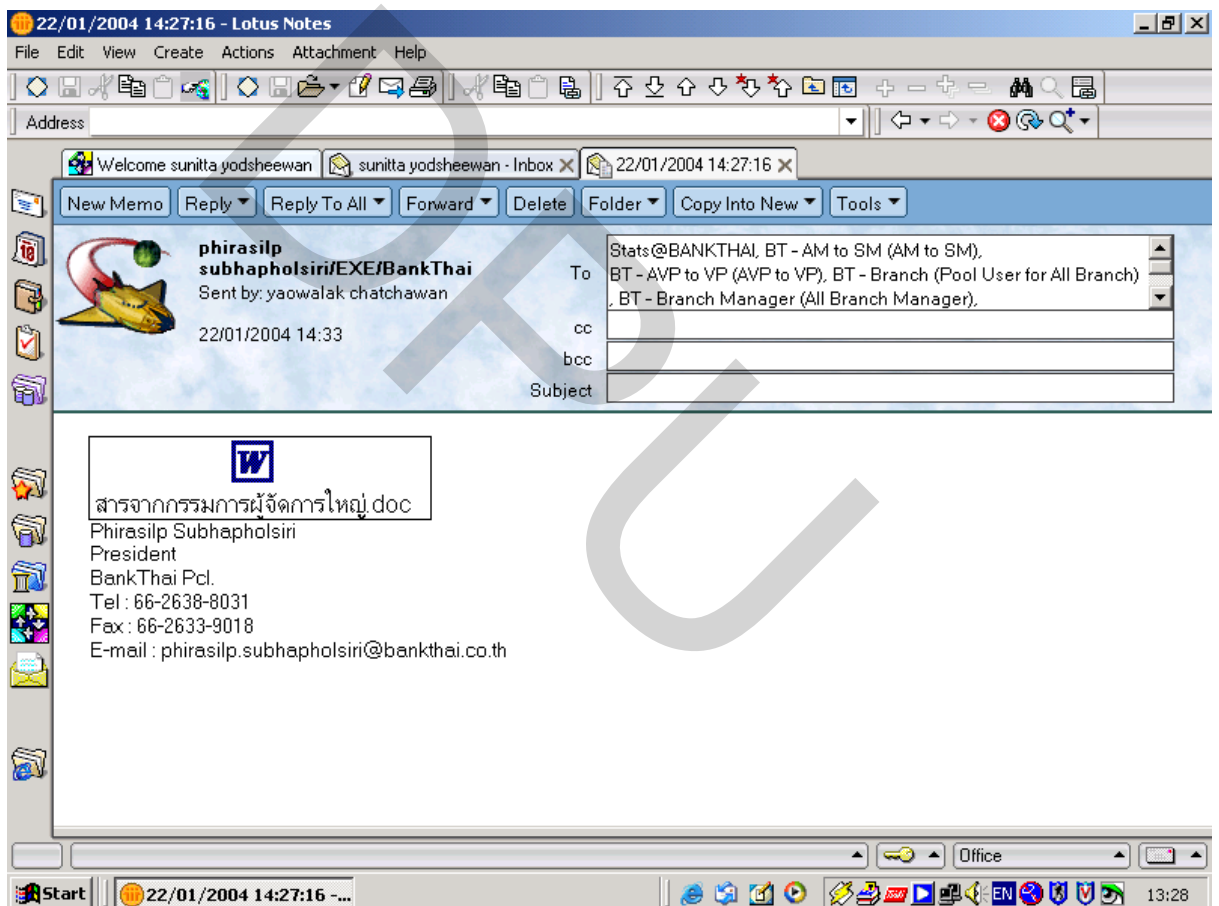 22/01/2004 14:27:16 - Lotus Notes
File Edit View Create Actions Attachment Help
Address
Welcome sunitta yodsheewan
sunitta yodsheewan - Inbox
22/01/2004 14:27:16
New Memo Reply Reply To All Forward Delete Folder Copy Into New Tools
phirasilp
subhapholsiri/EXE/BankThai
Sent by: yaowalak chatchawan
22/01/2004 14:33
To
Stats@BANKTHAI, BT - AM to SM (AM to SM),
BT - AVP to VP (AVP to VP), BT - Branch (Pool User for All Branch)
, BT - Branch Manager (All Branch Manager),
cc
bcc
Subject
W
สารจากกรรมการผู้จัดการใหญ่.doc
Phirasilp Subhapholsiri
President
BankThai Pcl.
Tel : 66-2638-8031
Fax : 66-2633-9018
E-mail : phirasilp.subhapholsiri@bankthai.co.th
DPU
Office
Start
22/01/2004 14:27:16 -...
EN
13:28